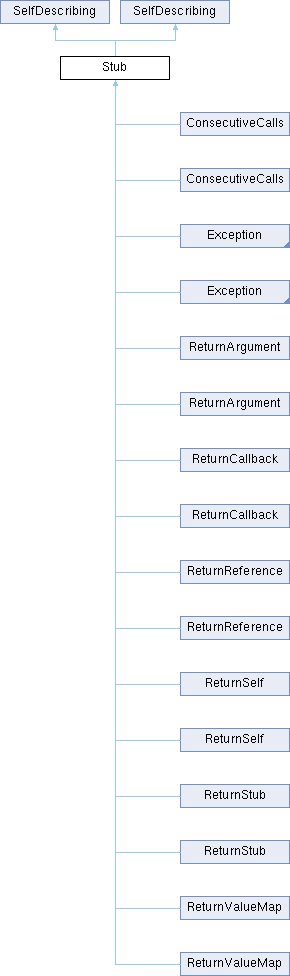 SelfDescribing SelfDescribing
Stub
ConsecutiveCalls
ConsecutiveCalls
Exception
Exception
ReturnArgument
ReturnArgument
ReturnCallback
ReturnCallback
ReturnReference
ReturnReference
ReturnSelf
ReturnSelf
ReturnStub
ReturnStub
ReturnValueMap
ReturnValueMap